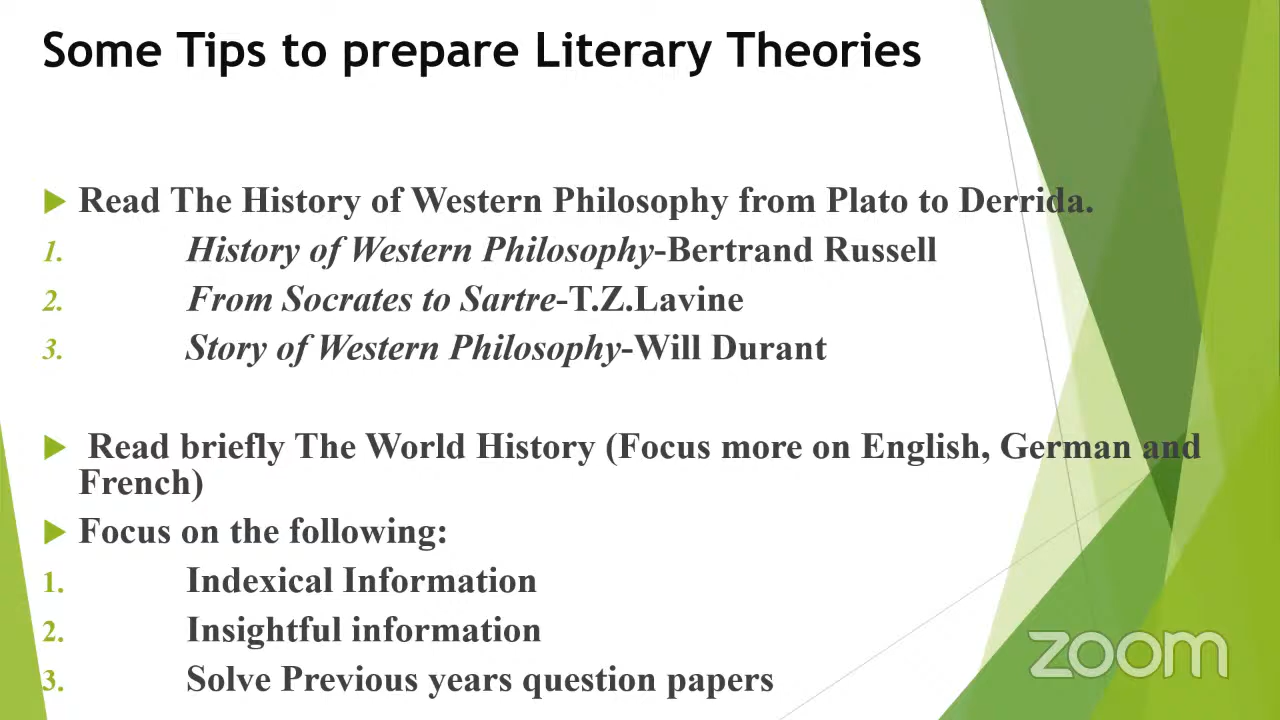 Some Tips to prepare Literary Theories
Read The History of Western Philosophy from Plato to Derrida.
1. History of Western Philosophy-Bertrand Russell
2. From Socrates to Sartre-T.Z.Lavine
3. Story of Western Philosophy-Will Durant
Read briefly The World History (Focus more on English, German and
French)
Focus on the following:
1. Indexical Information
2. Insightful information
3. Solve Previous years question papers
zoom